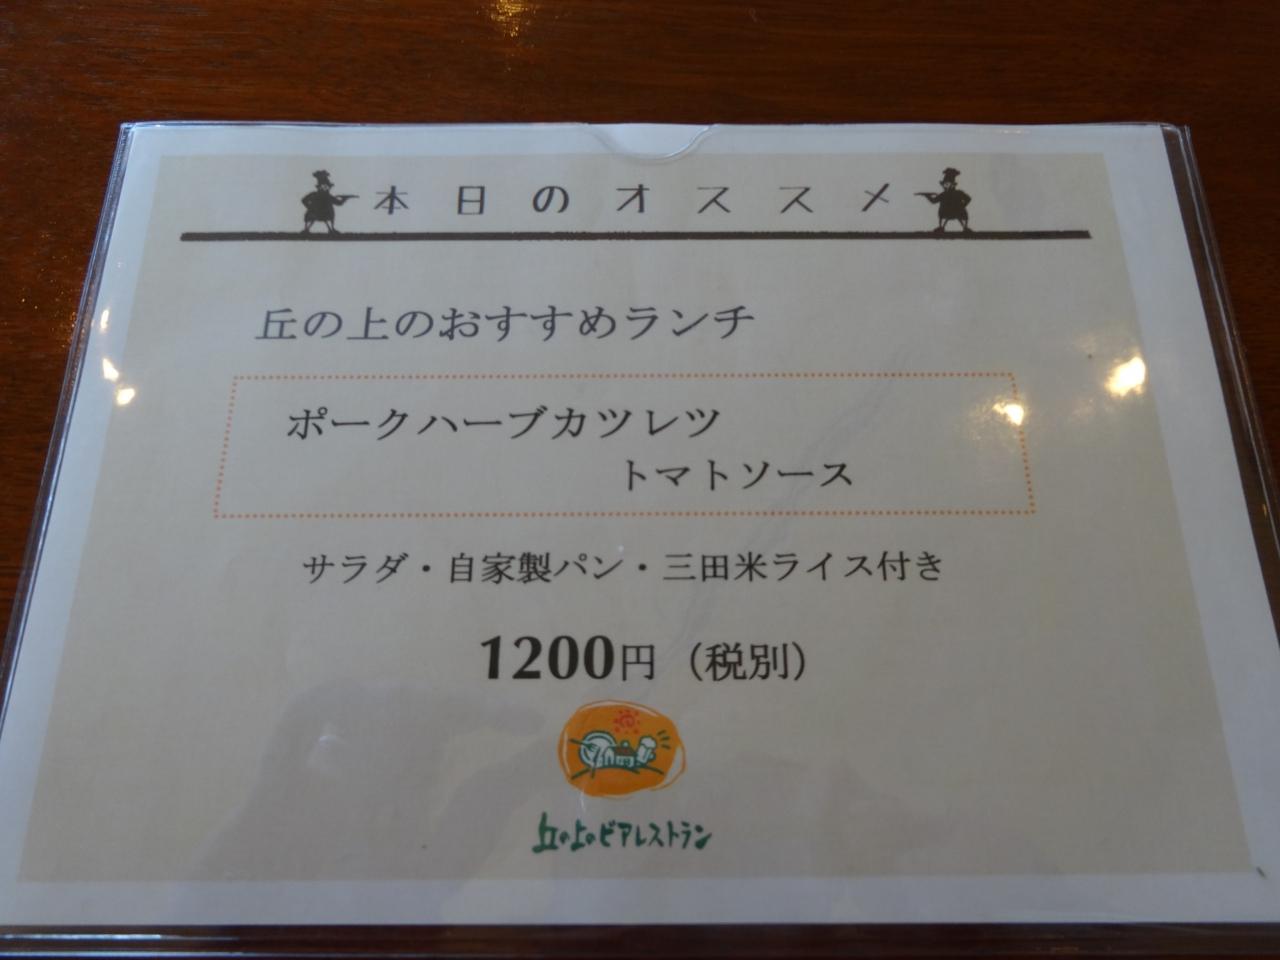 本日のオススメ
丘の上のおすすめランチ
ポークハーブカツレツ
トマトソース
サラダ・自家製パン・三田米ライス付き
1200円（税別）
丘の上のビアレストラン